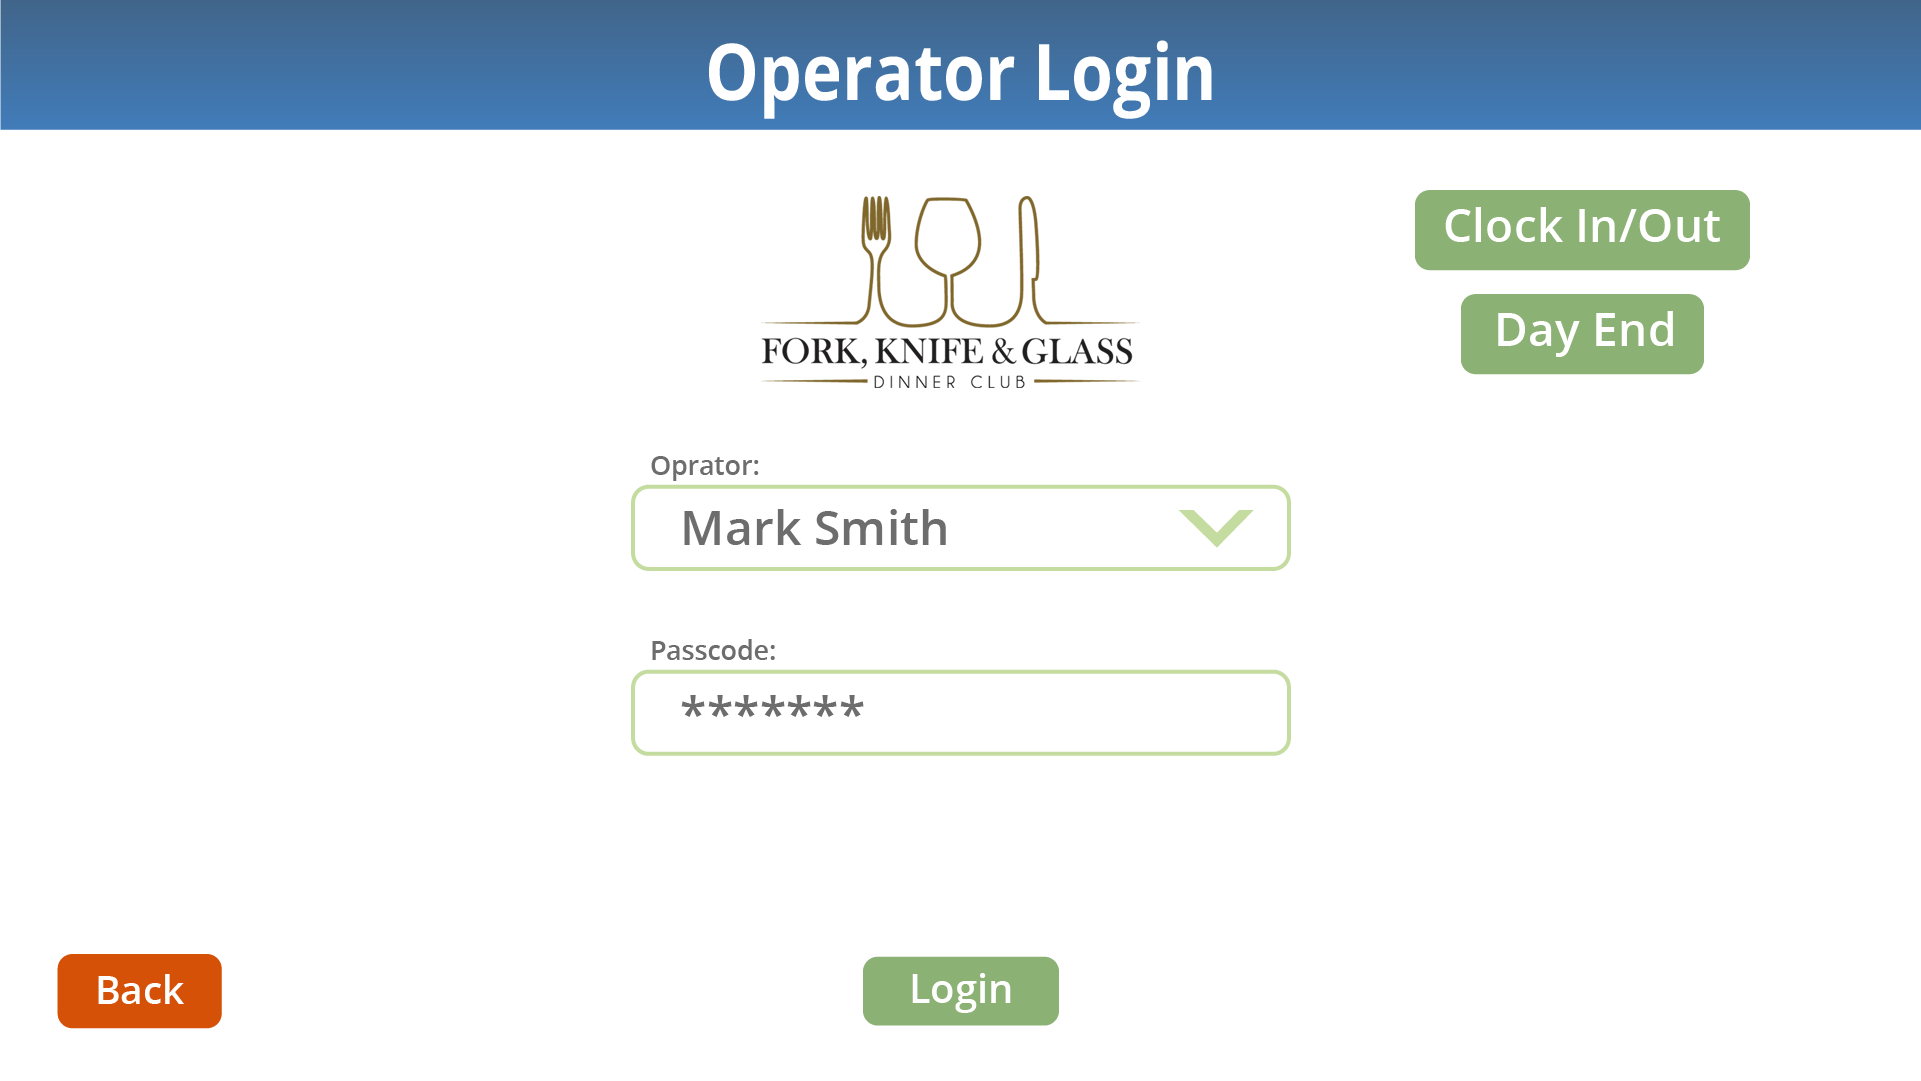 Operator Login
Clock In/Out
Day End
FORK, KNIFE & GLASS
DINNER CLUB
Oprator:
Mark Smith
Passcode:
*******
Back
Login